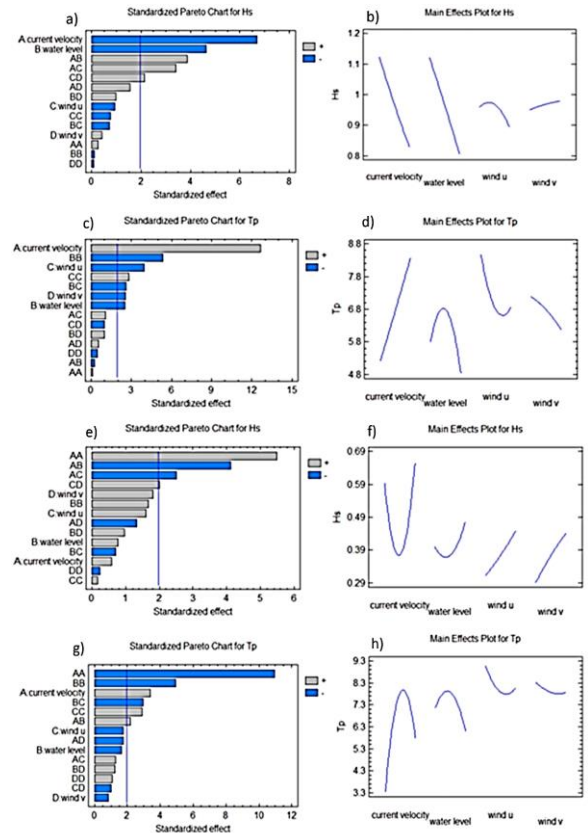 a)
Standardized Pareto Chart for Hs
A:current velocity
B:water level
AB
AC
CD
AD
BD
C:wind u
CC
BC
D:wind v
AA
BB
DD
+
-
0 2 4 6 8
Standardized effect
b)
Main Effects Plot for Hs
Hs
1.2
1.1
1
0.9
0.8
current velocity water level wind u wind v
c)
Standardized Pareto Chart for Tp
A:current velocity
BB
C:wind u
CC
BC
D:wind v
B:water level
AC
CD
BD
AD
DD
AB
AA
+
-
0 3 6 9 12 15
Standardized effect
d)
Main Effects Plot for Tp
Tp
8.8
7.8
6.8
5.8
4.8
current velocity water level wind u wind v
e)
Standardized Pareto Chart for Hs
AA
AB
AC
CD
D:wind v
BB
C:wind u
AD
BD
B:water level
BC
A:current velocity
DD
CC
+
-
0 1 2 3 4 5 6
Standardized effect
f)
Main Effects Plot for Hs
Hs
0.69
0.59
0.49
0.39
0.29
current velocity water level wind u wind v
g)
Standardized Pareto Chart for Tp
AA
BB
A:current velocity
BC
CC
AB
C:wind u
AD
B:water level
AC
BD
DD
CD
D:wind v
+
-
0 2 4 6 8 10 12
Standardized effect
h)
Main Effects Plot for Tp
Tp
9.3
8.3
7.3
6.3
5.3
4.3
3.3
current velocity water level wind u wind v